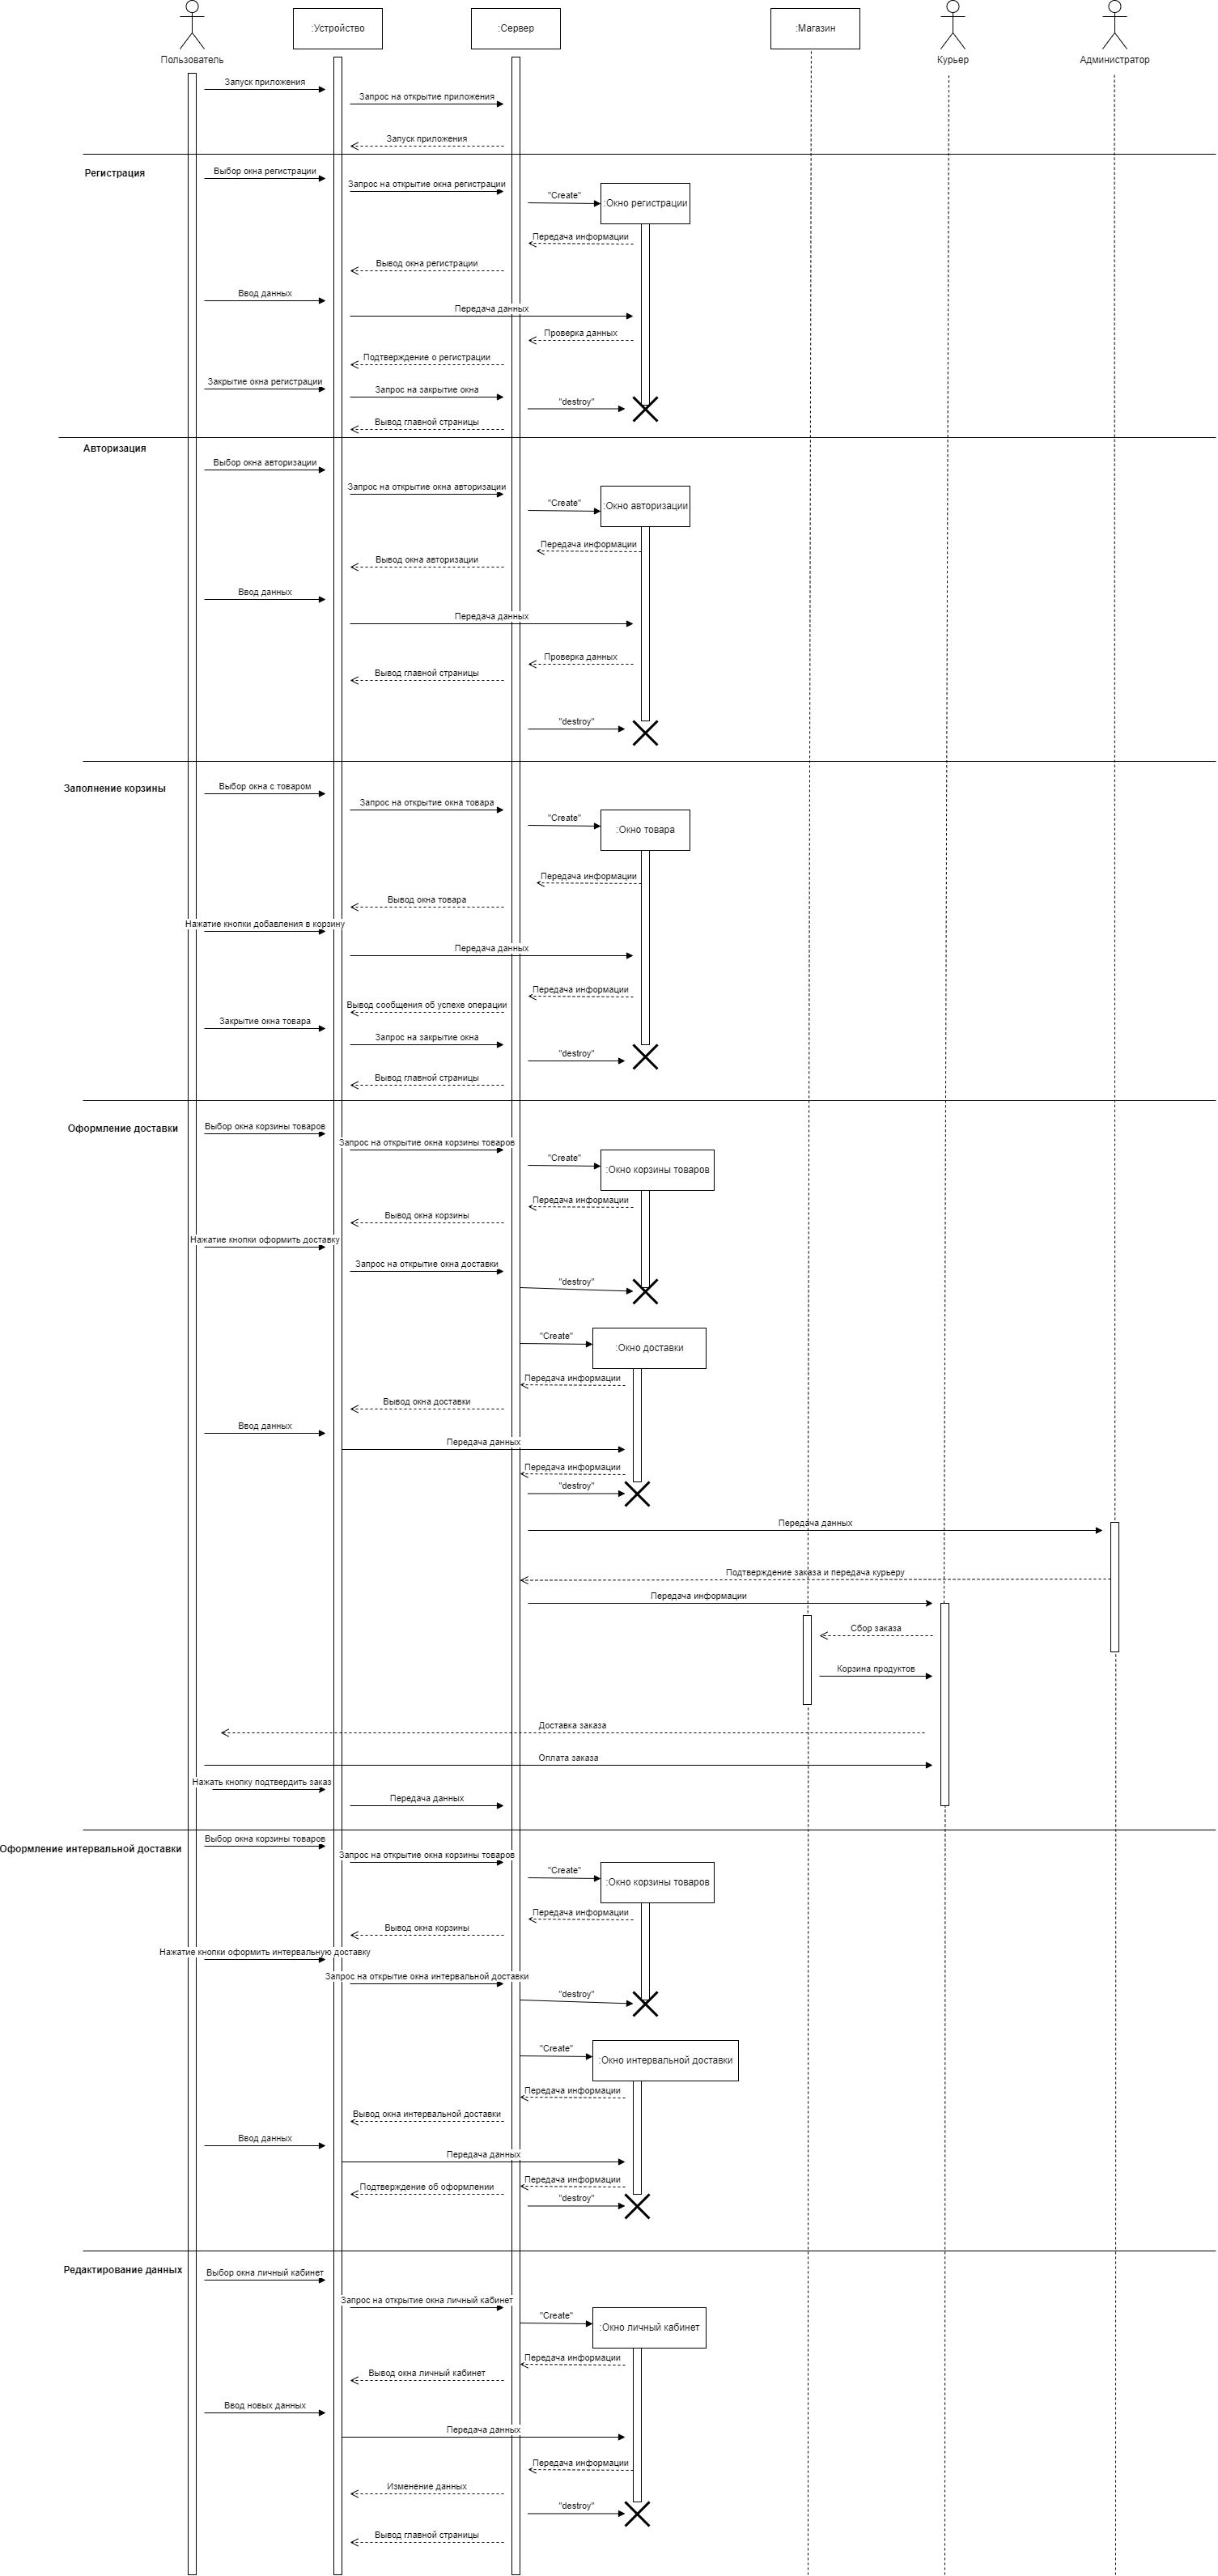 :Устройство
:Сервер
:Магазин
Пользователь
Курьер
Администратор
Запуск приложения
Запрос на открытие приложения
Запуск приложения
Регистрация
Выбор окна регистрации
Запрос на открытие окна регистрации
"Create"
:Окно регистрации
Передача информации
Вывод окна регистрации
Ввод данных
Передача данных
Проверка данных
Подтверждение о регистрации
Закрытие окна регистрации
Запрос на закрытие окна
"destroy"
Вывод главной страницы
Авторизация
Выбор окна авторизации
Запрос на открытие окна авторизации
"Create"
:Окно авторизации
Передача информации
Вывод окна авторизации
Ввод данных
Передача данных
Проверка данных
Вывод главной страницы
"destroy"
Заполнение корзины
Выбор окна с товаром
Запрос на открытие окна товара
"Create"
:Окно товара
Передача информации
Вывод окна товара
Нажатие кнопки добавления в корзину
Передача данных
Передача информации
Вывод сообщения об успехе операции
Закрытие окна товара
Запрос на закрытие окна
"destroy"
Вывод главной страницы
Оформление доставки
Выбор окна корзины товаров
Запрос на открытие окна корзины товаров
"Create"
:Окно корзины товаров
Передача информации
Вывод окна корзины
Нажатие кнопки оформить доставку
Запрос на открытие окна доставки
"destroy"
"Create"
:Окно доставки
Передача информации
Вывод окна доставки
Ввод данных
Передача данных
Передача информации
"destroy"
Передача данных
Подтверждение заказа и передача курьеру
Передача информации
Сбор заказа
Корзина продуктов
Доставка заказа
Оплата заказа
Нажать кнопку подтвердить заказ
Передача данных
Оформление интервальной доставки
Выбор окна корзины товаров
Запрос на открытие окна корзины товаров
"Create"
:Окно корзины товаров
Передача информации
Вывод окна корзины
Нажатие кнопки оформить интервальную доставку
Запрос на открытие окна интервальной доставки
"destroy"
"Create"
:Окно интервальной доставки
Передача информации
Вывод окна интервальной доставки
Ввод данных
Передача данных
Передача информации
Подтверждение об оформлении
"destroy"
Редактирование данных
Выбор окна личный кабинет
Запрос на открытие окна личный кабинет
"Create"
:Окно личный кабинет
Передача информации
Вывод окна личный кабинет
Ввод новых данных
Передача данных
Передача информации
Изменение данных
"destroy"
Вывод главной страницы